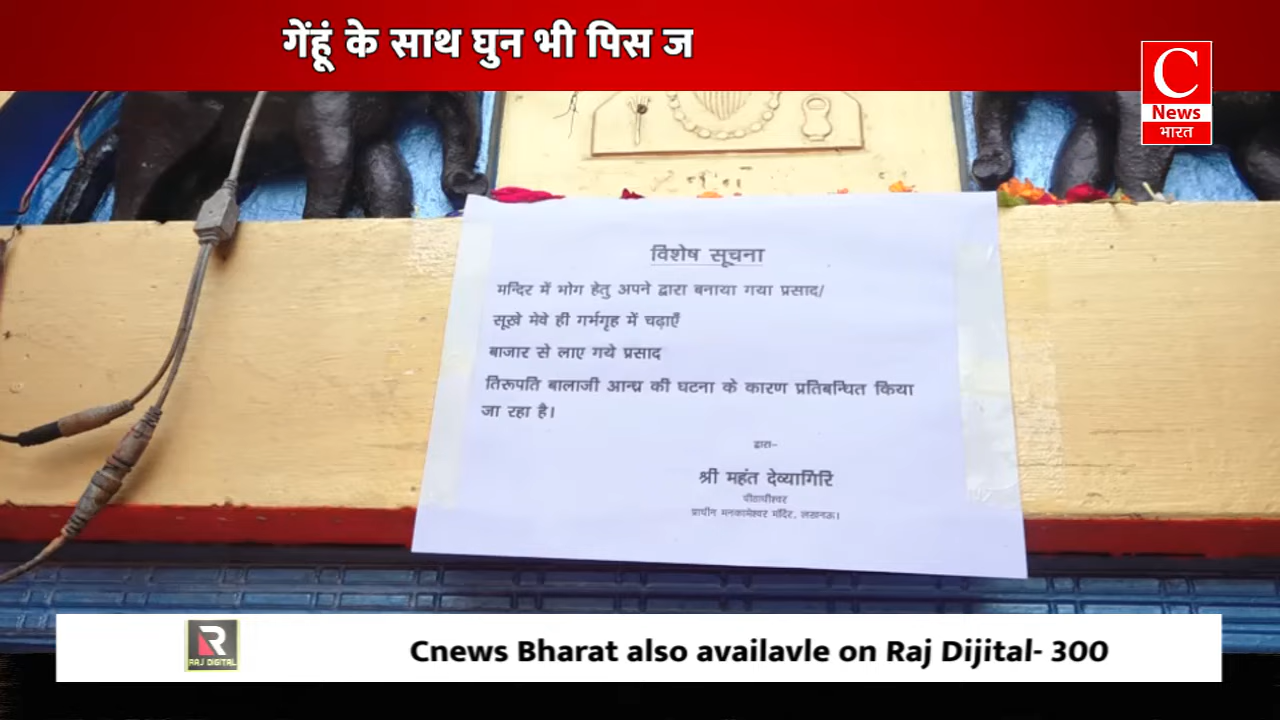 गेंहूं के साथ घुन भी पिस ज
C
News
भारत
विशेष सूचना
मन्दिर में भोग हेतु अपने द्वारा बनाया गया प्रसाद/
सूखे मेवे ही गर्भगृह में चढ़ाएँ
बाजार से लाए गये प्रसाद
तिरूपति बालाजी आन्ध्र की घटना के कारण प्रतिबन्धित किया
जा रहा है।
द्वारा-
श्री महंत देव्यागिरि
पीठाधीश्वर
प्राचीन मनकामेश्वर मंदिर, लखनऊ।
R
RAJ DIGITAL
Cnews Bharat also availavle on Raj Dijital- 300